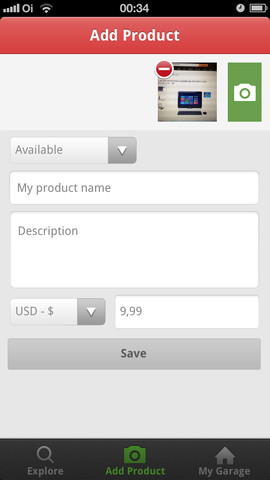 Oi 00:34
Add Product
Available
My product name
Description
USD - $ 9,99
Save
Explore Add Product My Garage